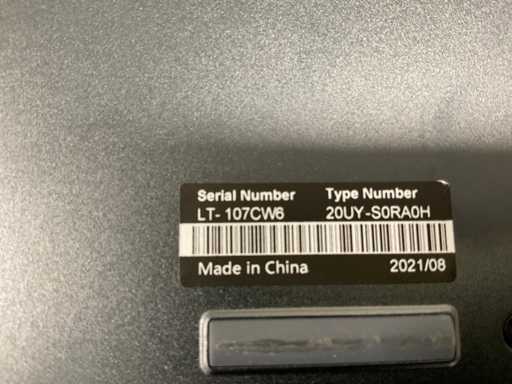 Serial Number Type Number
LT- 107CW6 20UY-S0RA0H
Made in China 2021/08